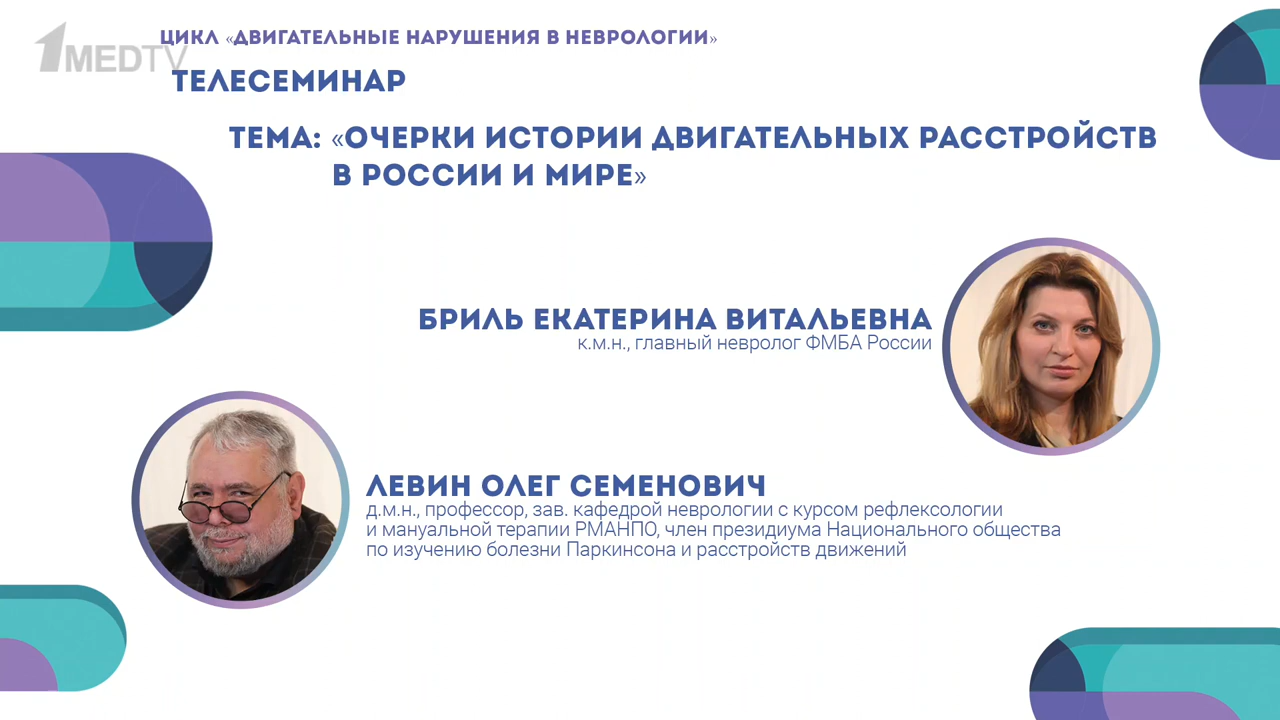 1MEDTV
ЦИКЛ «ДВИГАТЕЛЬНЫЕ НАРУШЕНИЯ В НЕВРОЛОГИИ»
ТЕЛЕСЕМИНАР
ТЕМА: «ОЧЕРКИ ИСТОРИИ ДВИГАТЕЛЬНЫХ РАССТРОЙСТВ
В РОССИИ И МИРЕ»
БРИЛЬ ЕКАТЕРИНА ВИТАЛЬЕВНА
к.м.н., главный невролог ФМБА России
ЛЕВИН ОЛЕГ СЕМЕНОВИЧ
д.м.н., профессор, зав. кафедрой неврологии с курсом рефлексологии
и мануальной терапии РМАНПО, член президиума Национального общества
по изучению болезни Паркинсона и расстройств движений